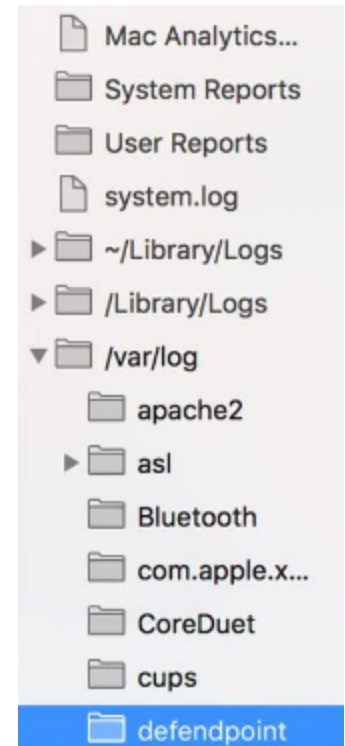 Mac Analytics...
System Reports
User Reports
system.log
~/Library/Logs
/Library/Logs
/var/log
apache2
asl
Bluetooth
com.apple.x...
CoreDuet
cups
defendpoint